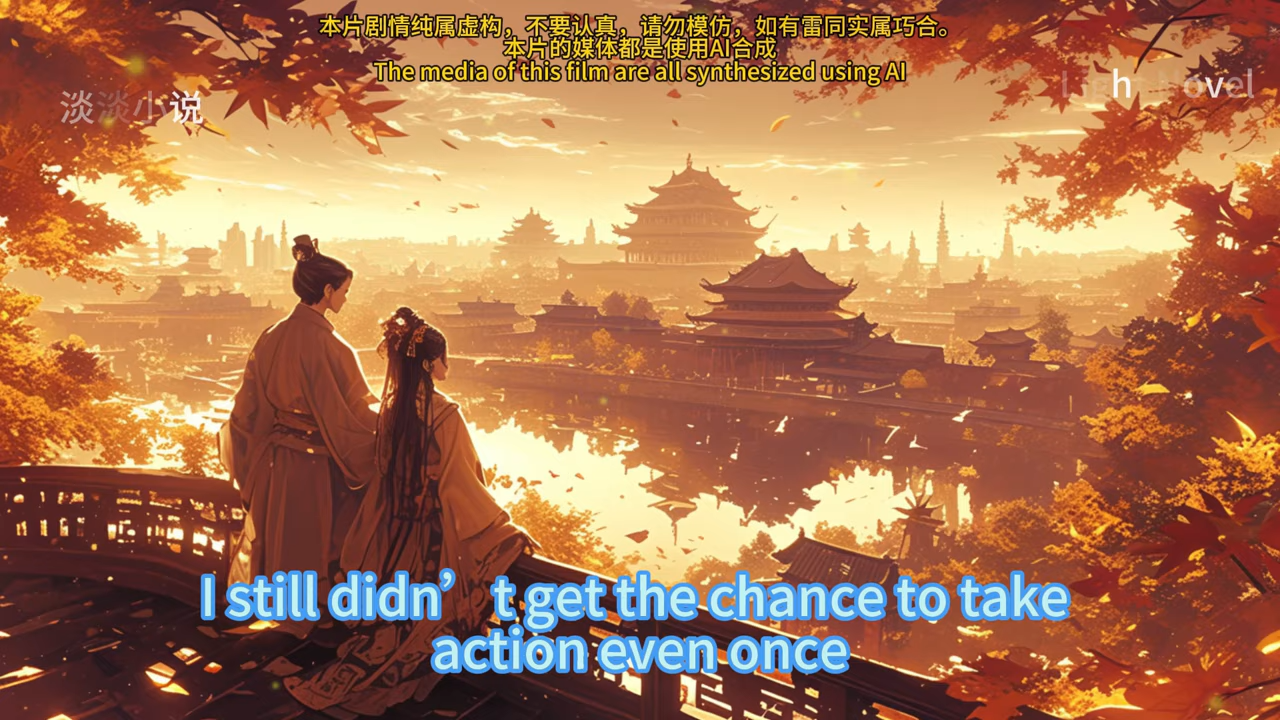 本片剧情纯属虚构，不要认真，请勿模仿，如有雷同实属巧合。
本片的媒体都是使用AI合成
The media of this film are all synthesized using AI
淡淡小说
Light Novel
I still didn’t get the chance to take
action even once